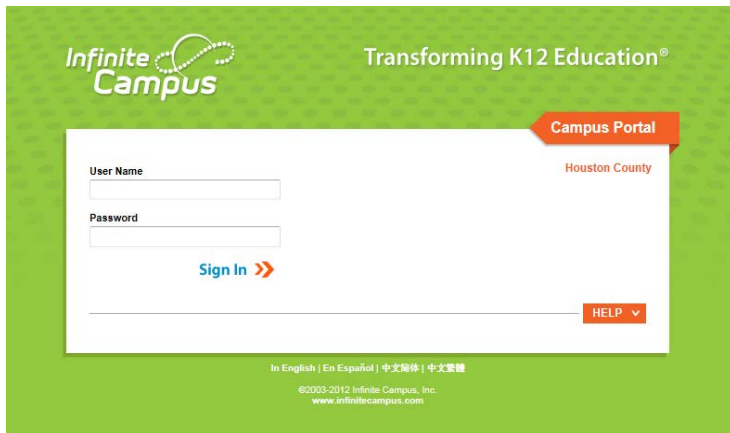 Infinite
Campus
Transforming K12 Education®
Campus Portal
Houston County
User Name
Password
Sign In
HELP
In English | En Español | 中文简体 | 中文繁體
©2003-2012 Infinite Campus, Inc.
www.infinitecampus.com